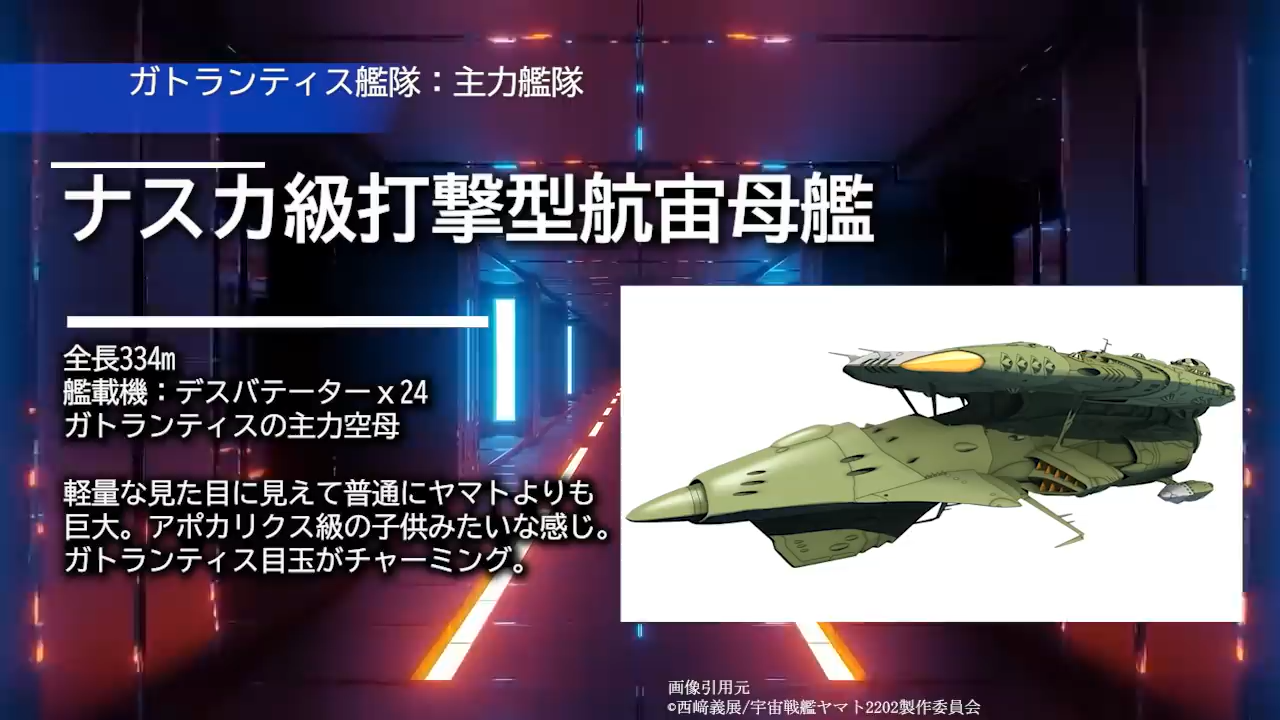 ガトランティス艦隊：主力艦隊
ナスカ級打撃型航宙母艦
全長334m
艦載機：デスバテーターｘ24
ガトランティスの主力空母
軽量な見た目に見えて普通にヤマトよりも
巨大。アポカリクス級の子供みたいな感じ。
ガトランティス目玉がチャーミング。
画像引用元
©西﨑義展/宇宙戦艦ヤマト2202製作委員会